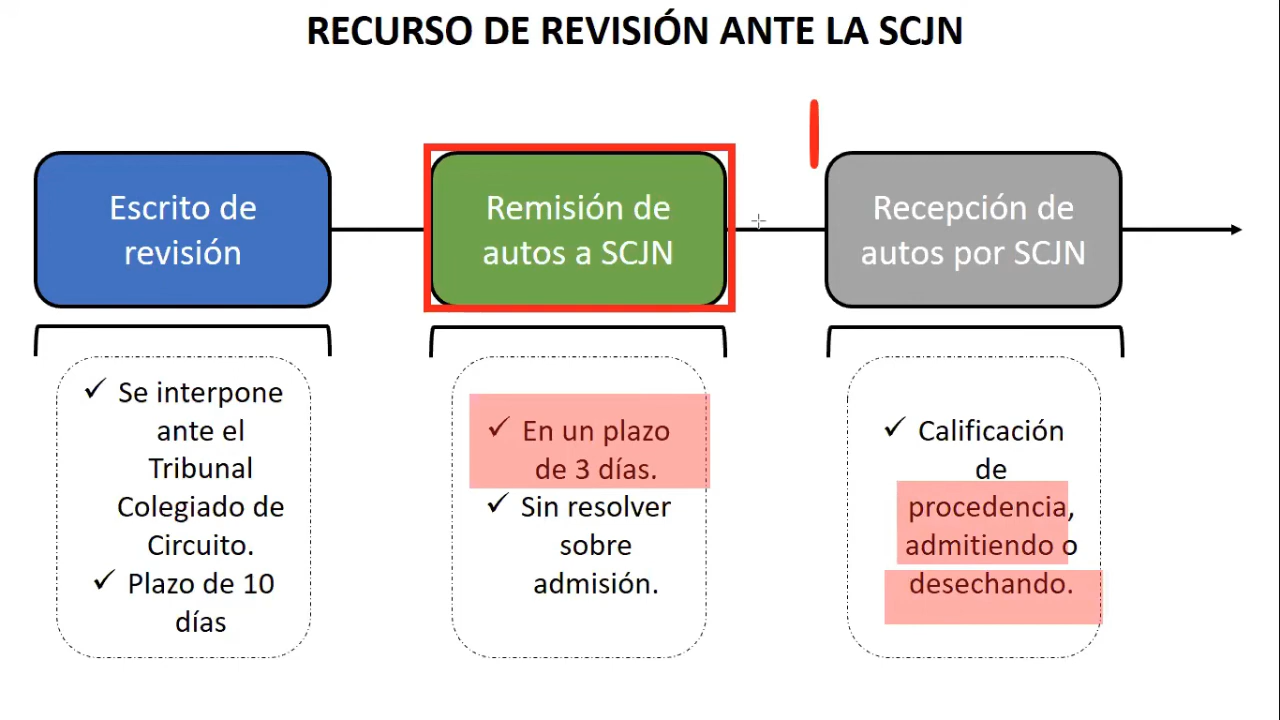 RECURSO DE REVISIÓN ANTE LA SCJN
Escrito de
revisión
Remisión de
autos a SCJN
Recepción de
autos por SCJN
✓ Se interpone
ante el
Tribunal
Colegiado de
Circuito.
✓ Plazo de 10
días
✓ En un plazo
de 3 días.
✓ Sin resolver
sobre
admisión.
✓ Calificación
de
procedencia,
admitiendo o
desechando.